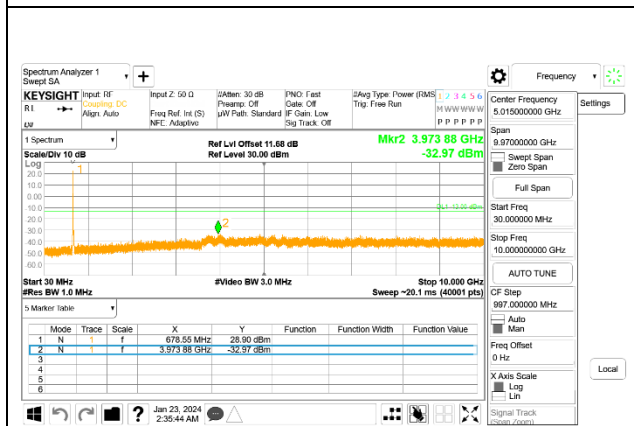 Spectrum Analyzer 1
Swept SA
+
Frequency
Settings
KEYSIGHT
Input: RF
Coupling: DC
Align: Auto
Input Z: 50 Ω
Freq Ref: Int (S)
NFE: Adaptive
#Atten: 30 dB
Preamp: Off
µW Path: Standard
PNO: Fast
Gate: Off
IF Gain: Low
Sig Track: Off
#Avg Type: Power (RMS
Trig: Free Run
1 2 3 4 5 6
M W W W W W
P P P P P P
1 Spectrum
Scale/Div 10 dB
Ref Lvl Offset 11.68 dB
Ref Level 30.00 dBm
Mkr2 3.973 88 GHz
-32.97 dBm
Log
20.0
10.0
0.00
10.0
20.0
30.0
40.0
50.0
60.0
1
2
Start 30 MHz
#Res BW 1.0 MHz
#Video BW 3.0 MHz
Stop 10.000 GHz
Sweep ~20.1 ms (40001 pts)
5 Marker Table
Mode Trace Scale X Y Function Function Width Function Value
1 N 1 f 678.55 MHz 28.90 dBm
2 N 1 f 3.973 88 GHz -32.97 dBm
3
4
5
6
Center Frequency
5.015000000 GHz
Span
9.97000000 GHz
Swept Span
Zero Span
Full Span
Start Freq
30.000000 MHz
Stop Freq
10.000000000 GHz
AUTO TUNE
CF Step
997.000000 MHz
Auto
Man
Freq Offset
0 Hz
X Axis Scale
Log
Lin
Signal Track
(Span Zoom)
Local
?
Jan 23, 2024
2:35:44 AM